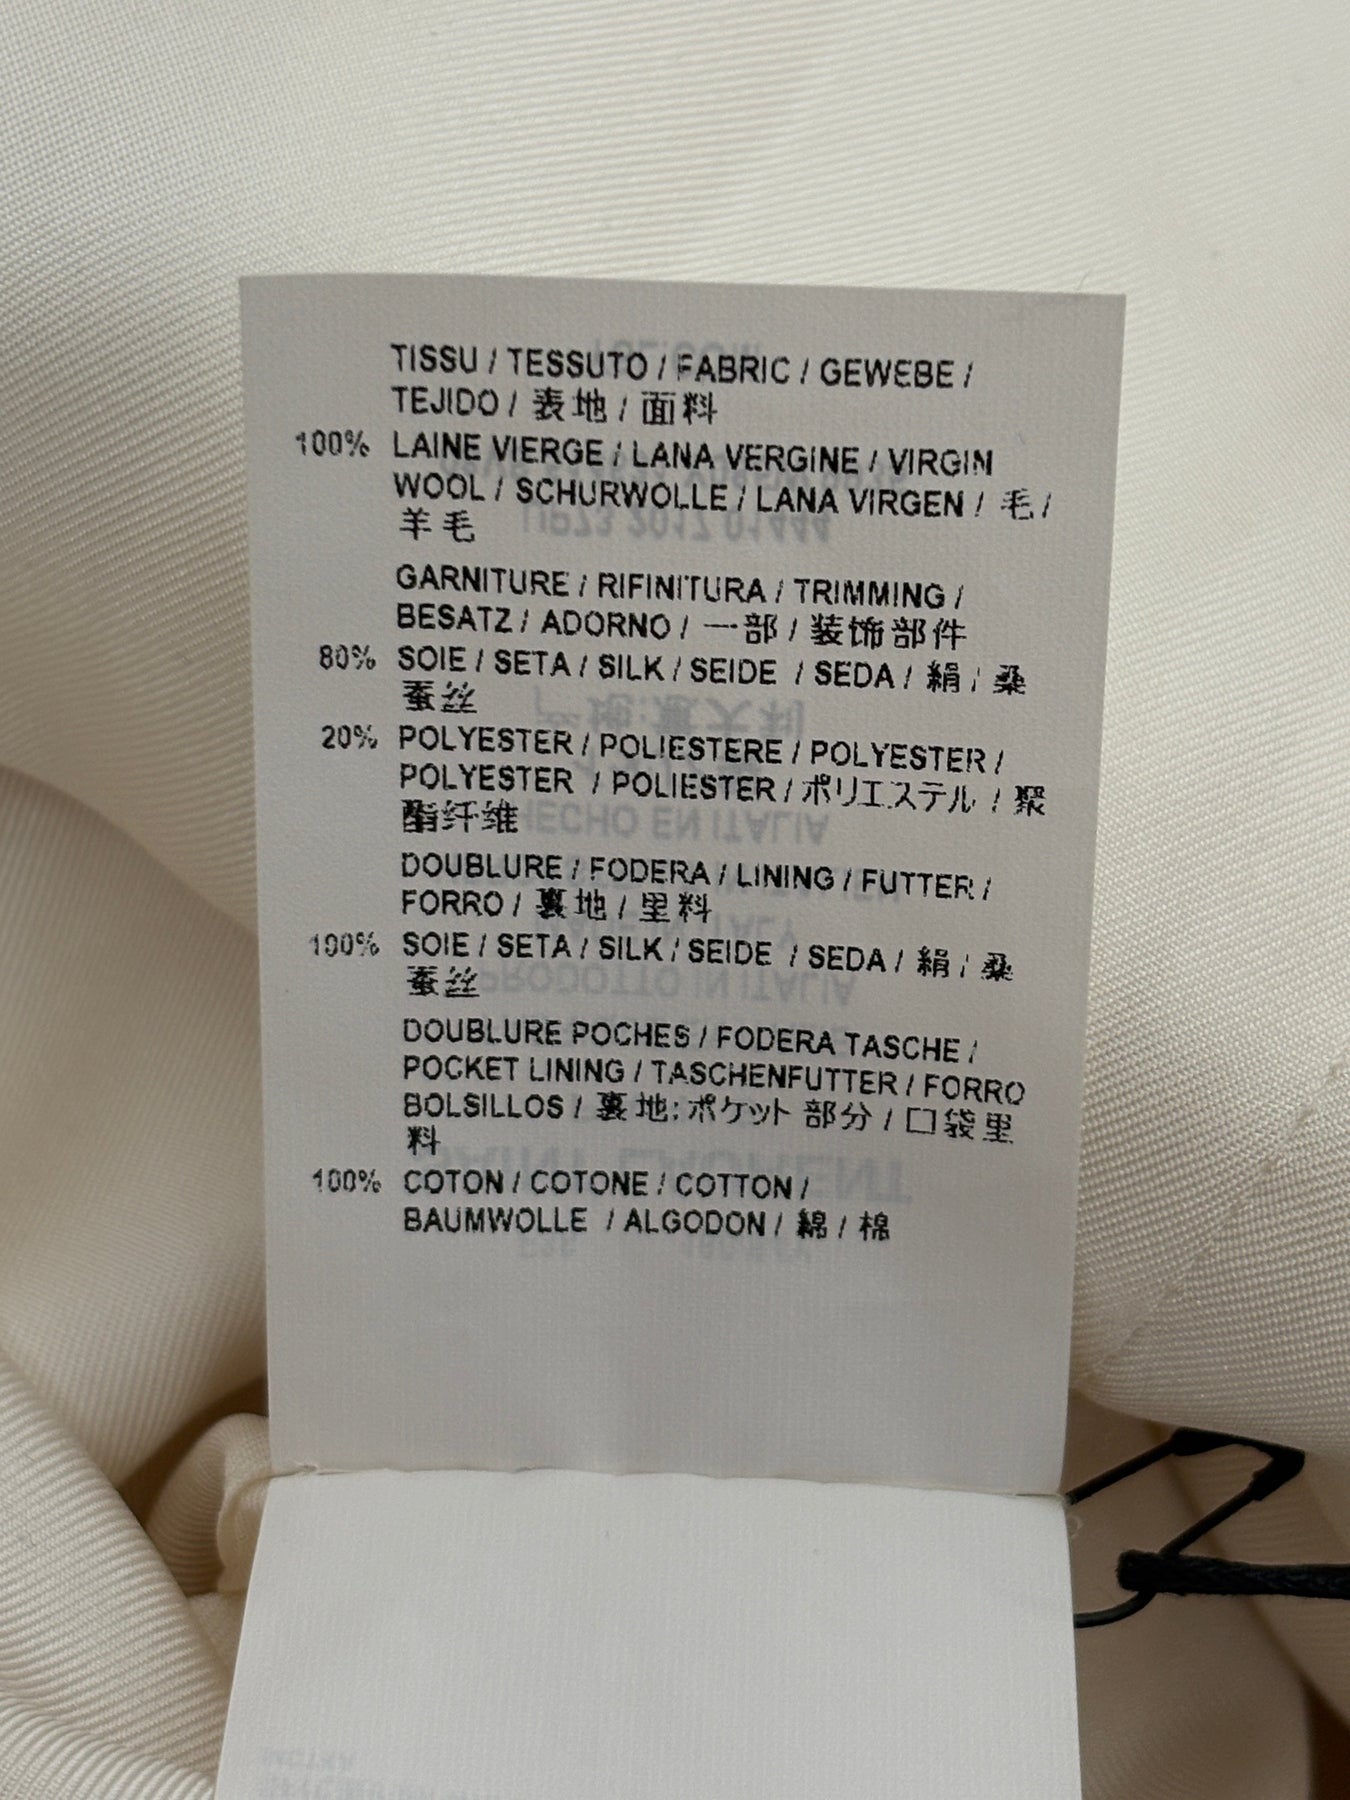 TISSU / TESSUTO / FABRIC / GEWEBE /
TEJIDO / 表地 / 面料
100% LAINE VIERGE / LANA VERGINE / VIRGIN
WOOL / SCHURWOLLE / LANA VIRGEN / 毛 /
羊毛
GARNITURE / RIFINITURA / TRIMMING /
BESATZ / ADORNO / 一部 / 装饰部件
80% SOIE / SETA / SILK / SEIDE / SEDA / 絹 / 桑
蚕丝
20% POLYESTER / POLIESTERE / POLYESTER /
POLYESTER / POLIESTER / ポリエステル / 聚
酯纤维
DOUBLURE / FODERA / LINING / FUTTER /
FORRO / 裏地 / 里料
100% SOIE / SETA / SILK / SEIDE / SEDA / 絹 / 桑
蚕丝
DOUBLURE POCHES / FODERA TASCHE /
POCKET LINING / TASCHENFUTTER / FORRO
BOLSILLOS / 裏地:ポケット部分 / 口袋里
料
100% COTON / COTONE / COTTON /
BAUMWOLLE / ALGODON / 綿 / 棉